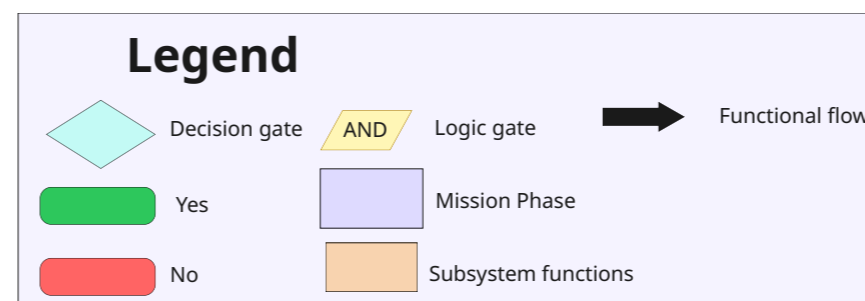 Legend
Decision gate
AND
Logic gate
Functional flow
Yes
Mission Phase
No
Subsystem functions